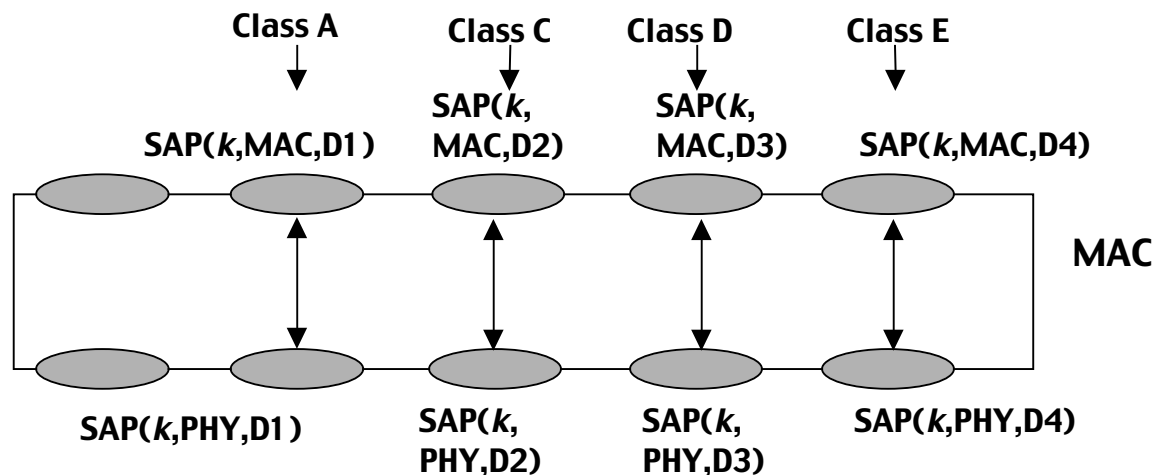 Class A
Class C
Class D
Class E
SAP(k,MAC,D1)
SAP(k,
MAC,D2)
SAP(k,
MAC,D3)
SAP(k,MAC,D4)
MAC
SAP(k,PHY,D1)
SAP(k,
PHY,D2)
SAP(k,
PHY,D3)
SAP(k,PHY,D4)